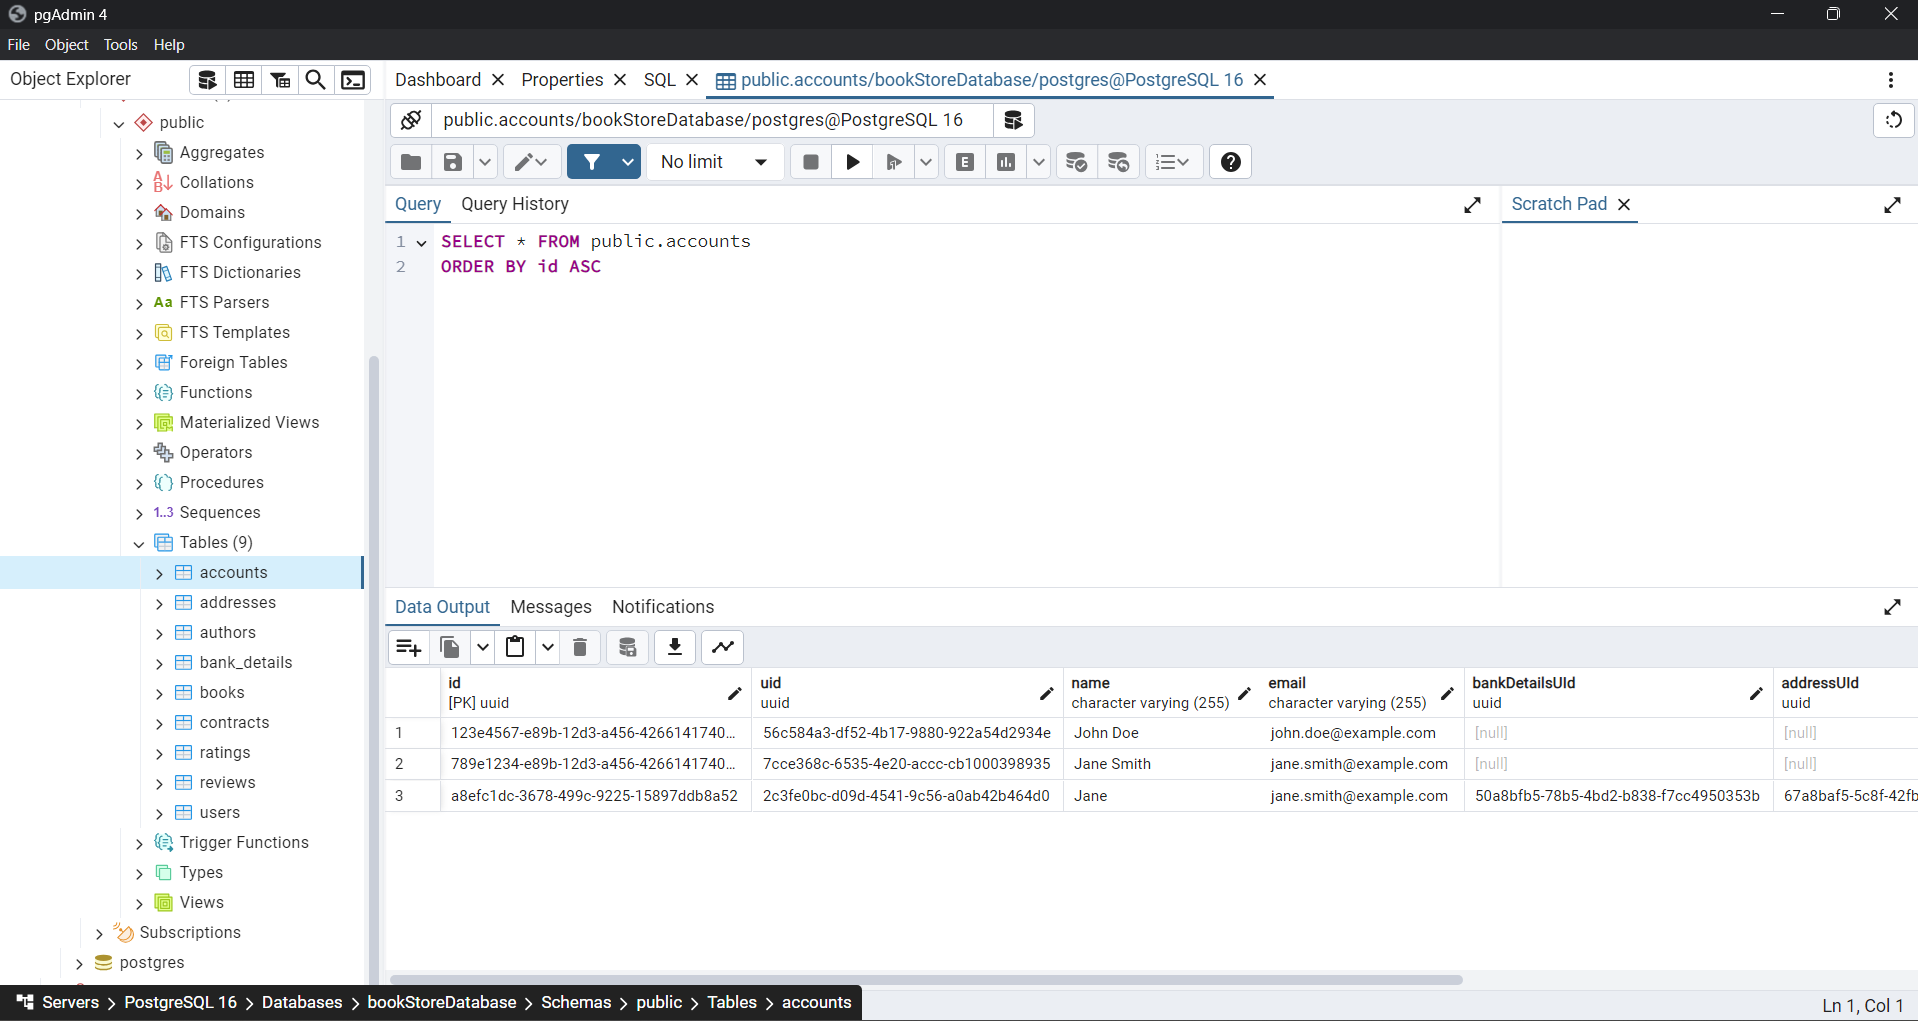 pgAdmin 4
File Object Tools Help
Object Explorer
Dashboard Properties SQL public.accounts/bookStoreDatabase/postgres@PostgreSQL 16
public.accounts/bookStoreDatabase/postgres@PostgreSQL 16
No limit
E
public
Aggregates
Collations
Domains
FTS Configurations
FTS Dictionaries
Aa FTS Parsers
FTS Templates
Foreign Tables
Functions
Materialized Views
Operators
Procedures
1..3 Sequences
Tables (9)
accounts
addresses
authors
bank_details
books
contracts
ratings
reviews
users
Trigger Functions
Types
Views
Subscriptions
postgres
Query Query History
Scratch Pad
1 SELECT * FROM public.accounts
2 ORDER BY id ASC
Data Output Messages Notifications
id uid name email bankDetailsUId addressUId
[PK] uuid uuid character varying (255) character varying (255) uuid uuid
1 123e4567-e89b-12d3-a456-4266141740... 56c584a3-df52-4b17-9880-922a54d2934e John Doe john.doe@example.com [null] [null]
2 789e1234-e89b-12d3-a456-4266141740... 7cce368c-6535-4e20-accc-cb1000398935 Jane Smith jane.smith@example.com [null] [null]
3 a8efc1dc-3678-499c-9225-15897ddb8a52 2c3fe0bc-d09d-4541-9c56-a0ab42b464d0 Jane jane.smith@example.com 50a8bfb5-78b5-4bd2-b838-f7cc4950353b 67a8baf5-5c8f-42fb
Servers > PostgreSQL 16 > Databases > bookStoreDatabase > Schemas > public > Tables > accounts
Ln 1, Col 1